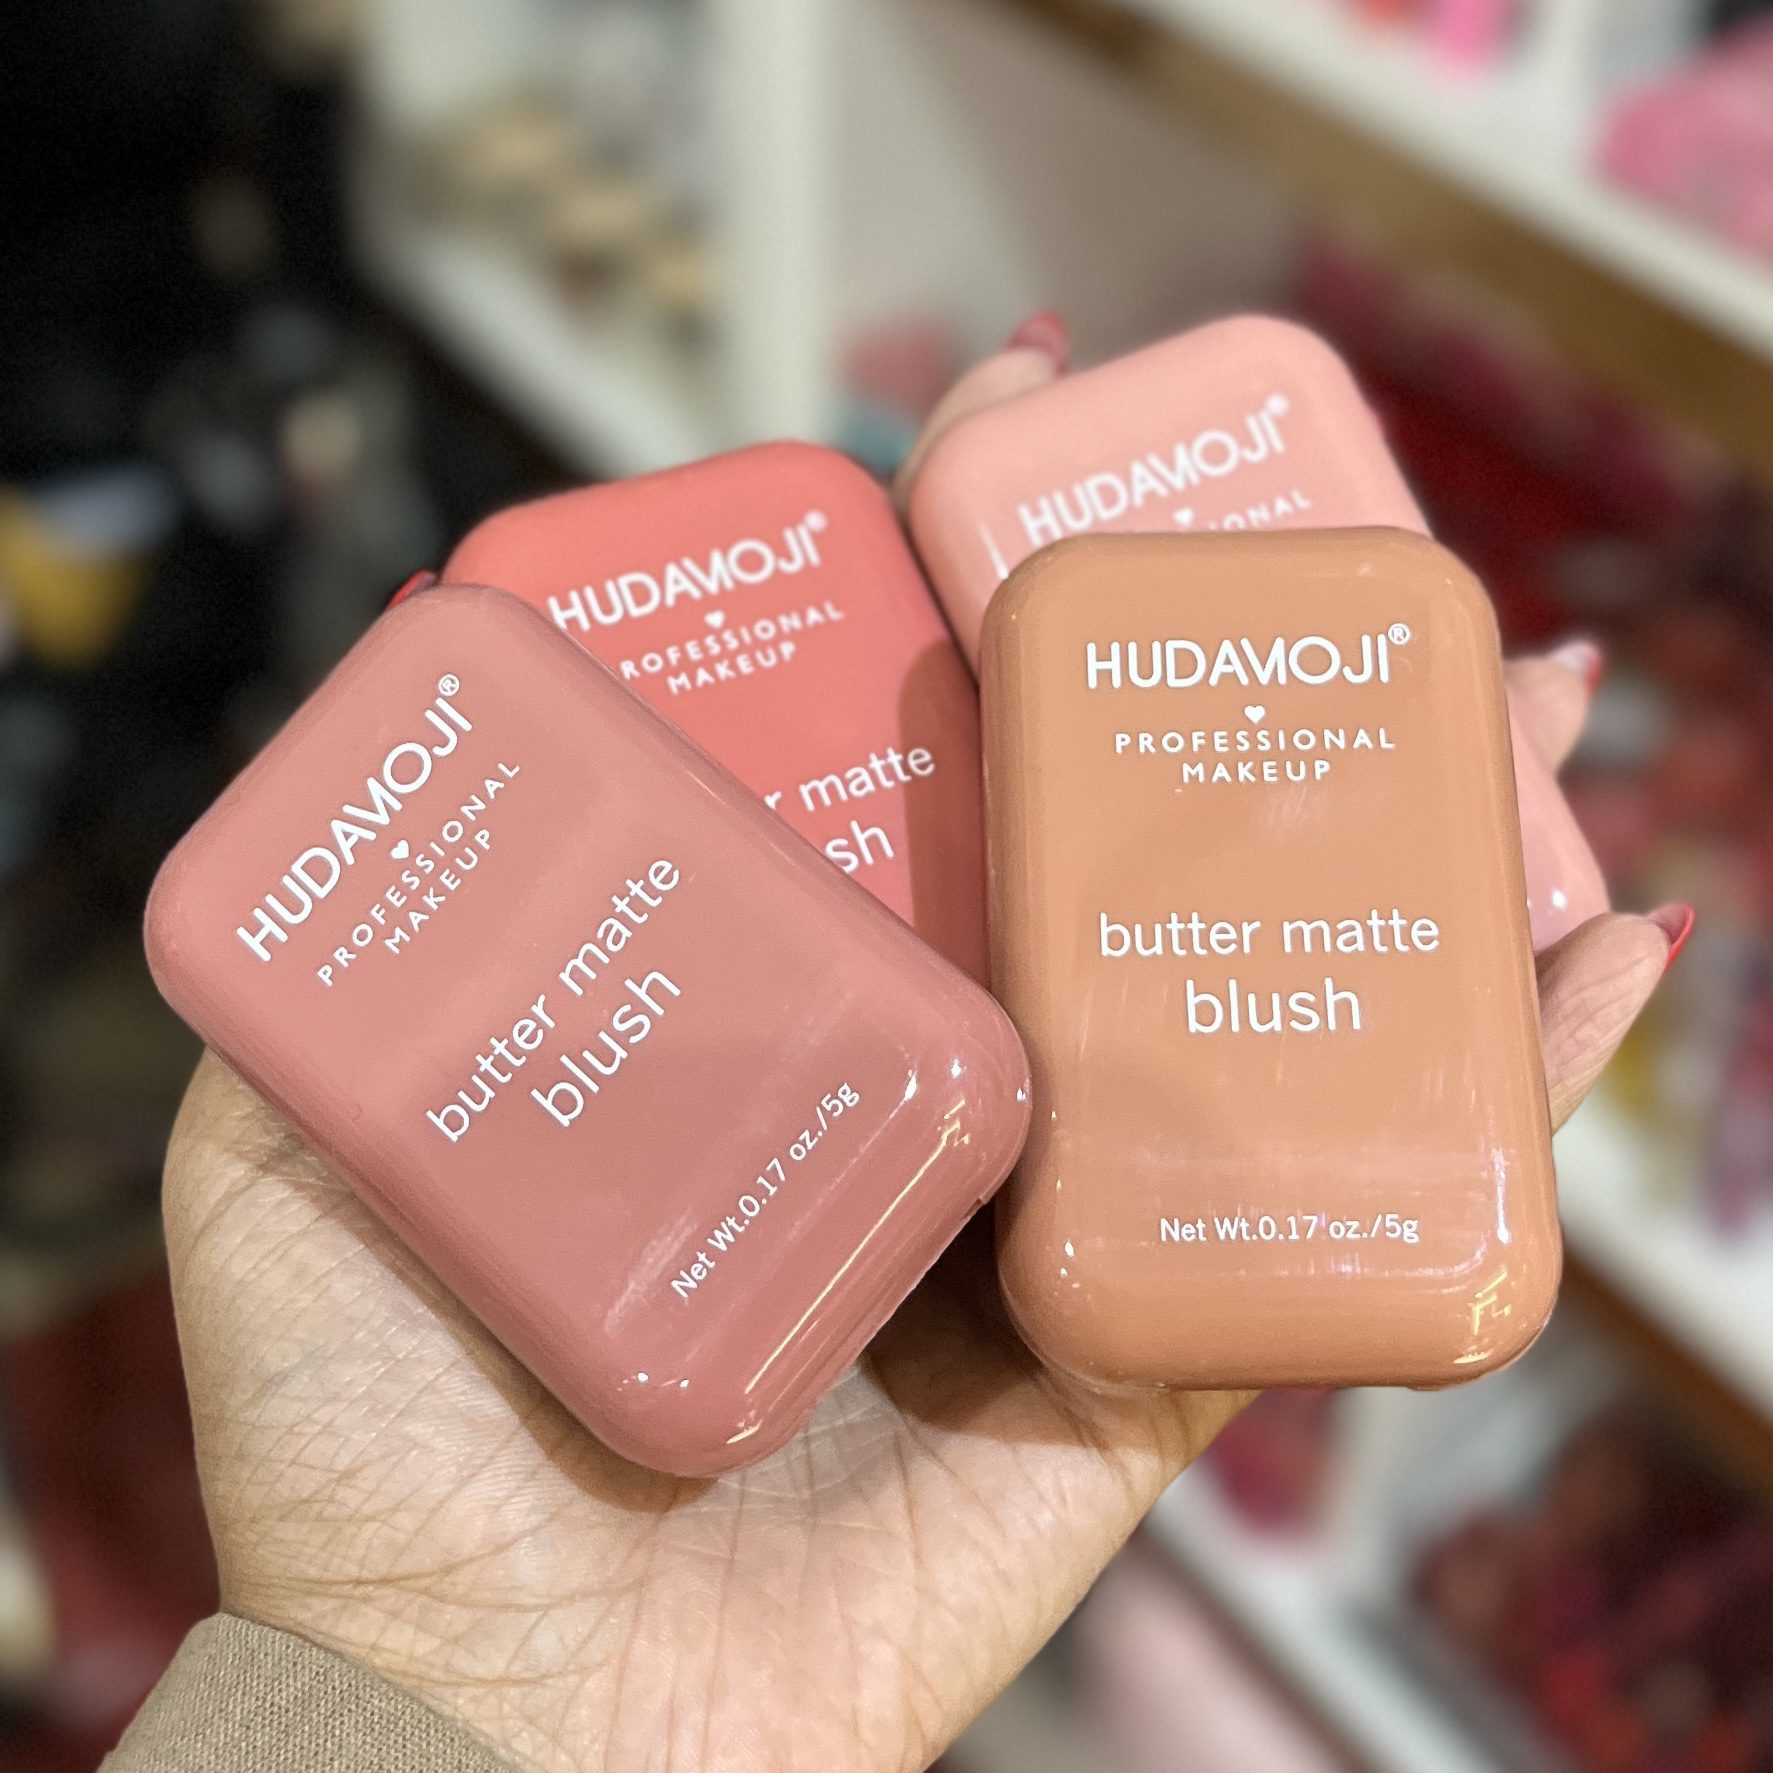 HUDAMOJI®
PROFESSIONAL
MAKEUP
butter matte
blush
Net Wt.0.17 oz./5g
HUDAMOJI®
MAKEUP
matte
HUDAMOJI®
HUDAMOJI®
PROFESSIONAL
MAKEUP
butter matte
blush
Net Wt.0.17 oz./5g